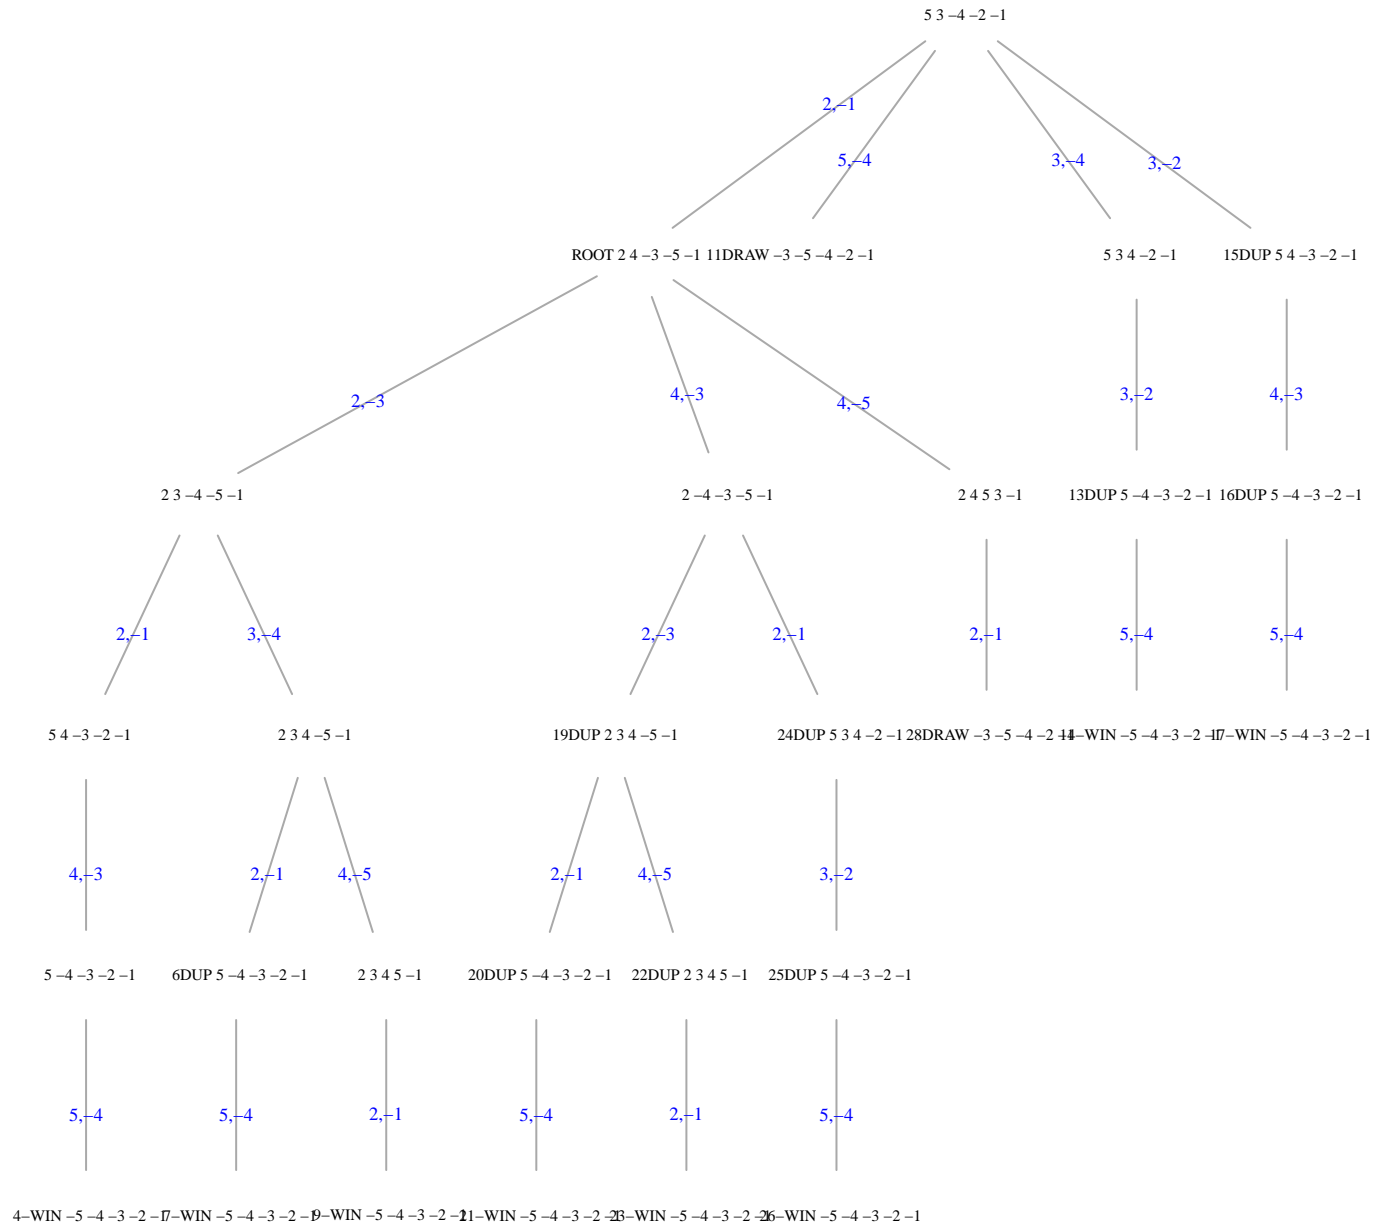 5 3 –4 –2 –1
2,–1
5,–4
3,–4
3,–2
ROOT 2 4 –3 –5 –1 11DRAW –3 –5 –4 –2 –1
5 3 4 –2 –1
15DUP 5 4 –3 –2 –1
2,–3
4,–3
4,–5
3,–2
4,–3
2 3 –4 –5 –1
2 –4 –3 –5 –1
2 4 5 3 –1
13DUP 5 –4 –3 –2 –1
16DUP 5 –4 –3 –2 –1
2,–1
3,–4
2,–3
2,–1
2,–1
5,–4
5,–4
5 4 –3 –2 –1
2 3 4 –5 –1
19DUP 2 3 4 –5 –1
24DUP 5 3 4 –2 –1
28DRAW –3 –5 –4 –2 –1
14–WIN –5 –4 –3 –2 –1
17–WIN –5 –4 –3 –2 –1
4,–3
2,–1
4,–5
2,–1
4,–5
3,–2
5 –4 –3 –2 –1
6DUP 5 –4 –3 –2 –1
2 3 4 5 –1
20DUP 5 –4 –3 –2 –1
22DUP 2 3 4 5 –1
25DUP 5 –4 –3 –2 –1
5,–4
5,–4
2,–1
5,–4
2,–1
5,–4
4–WIN –5 –4 –3 –2 –1
7–WIN –5 –4 –3 –2 –1
9–WIN –5 –4 –3 –2 –1
21–WIN –5 –4 –3 –2 –1
23–WIN –5 –4 –3 –2 –1
26–WIN –5 –4 –3 –2 –1